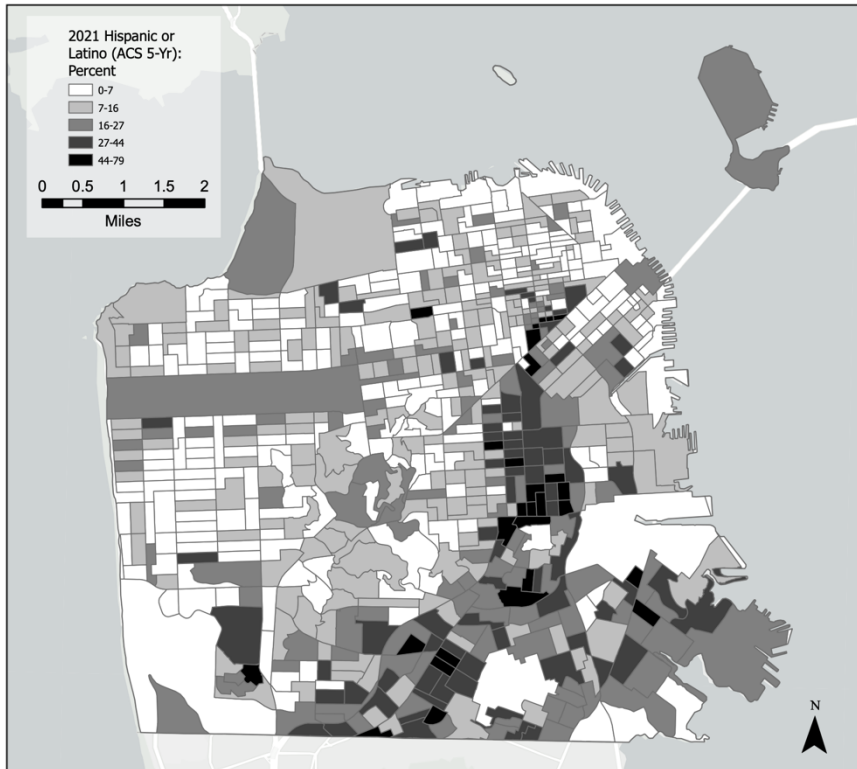 2021 Hispanic or
Latino (ACS 5-Yr):
Percent
0-7
7-16
16-27
27-44
44-79
0 0.5 1 1.5 2
Miles
N